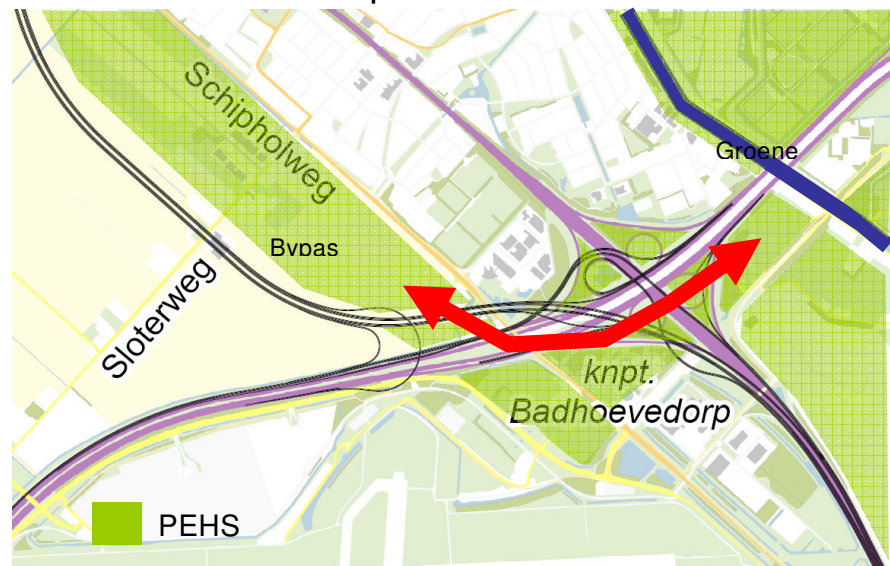 Schipholweg
Groene
Bypas
Sloterweg
knpt.
Badhoevedorp
PEHS